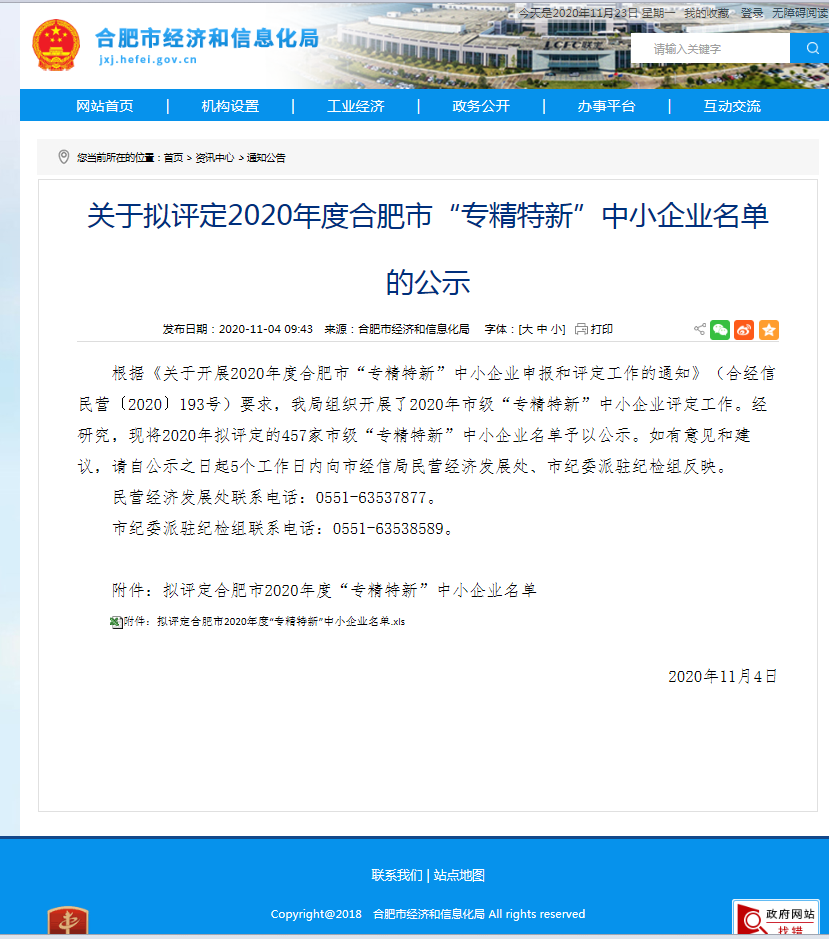 今天是2020年11月23日 星期一 我的收藏 登录 无障碍阅读
合肥市经济和信息化局
jxj.hefei.gov.cn
请输入关键字
网站首页 | 机构设置 | 工业经济 | 政务公开 | 办事平台 | 互动交流
您当前所在的位置：首页 > 资讯中心 > 通知公告
关于拟评定2020年度合肥市“专精特新”中小企业名单
的公示
发布日期：2020-11-04 09:43 来源：合肥市经济和信息化局 字体：[大 中 小] 打印
根据《关于开展2020年度合肥市“专精特新”中小企业申报和评定工作的通知》（合经信
民营〔2020〕193号）要求，我局组织开展了2020年市级“专精特新”中小企业评定工作。经
研究，现将2020年拟评定的457家市级“专精特新”中小企业名单予以公示。如有意见和建
议，请自公示之日起5个工作日内向市经信局民营经济发展处、市纪委派驻纪检组反映。
民营经济发展处联系电话：0551-63537877。
市纪委派驻纪检组联系电话：0551-63538589。
附件：拟评定合肥市2020年度“专精特新”中小企业名单
附件：拟评定合肥市2020年度“专精特新”中小企业名单.xls
2020年11月4日
联系我们 | 站点地图
Copyright@2018 合肥市经济和信息化局 All rights reserved
政府网站
找错